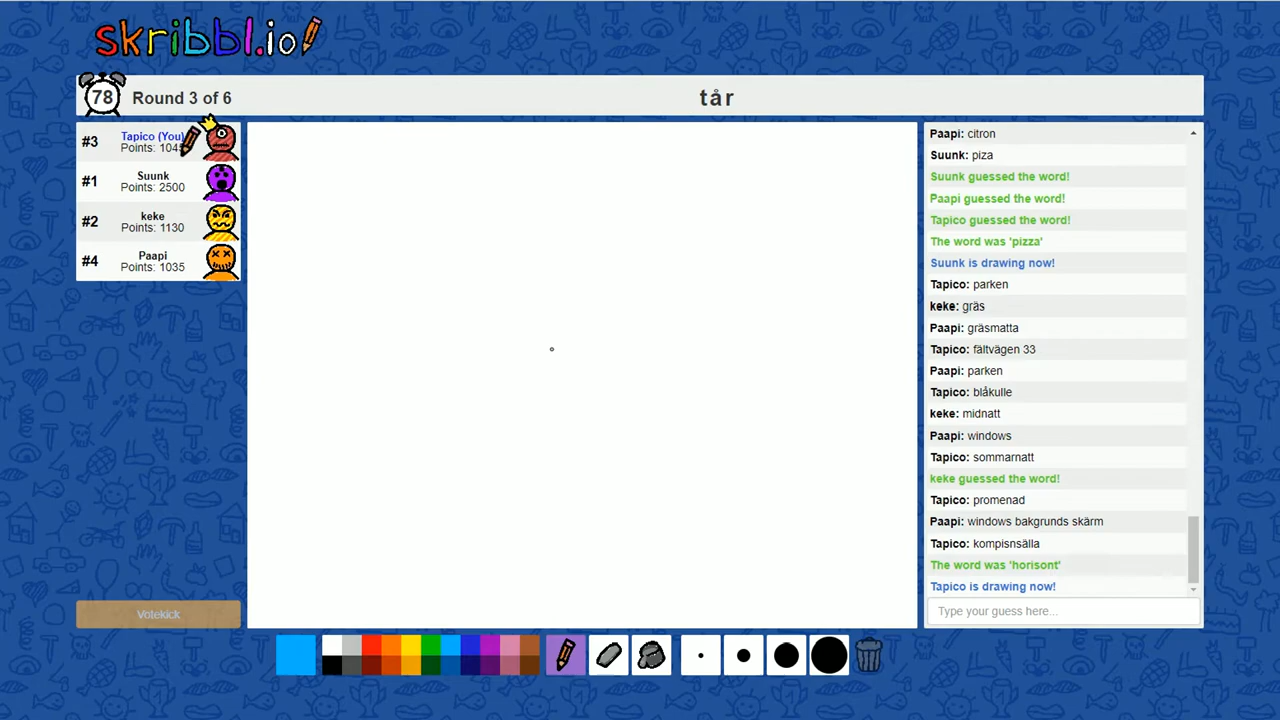 skribbl.io
78
Round 3 of 6
tår
#3
Tapico (You)
#1
Suunk
Points: 2500
#2
keke
Points: 1130
#4
Paapi
Points: 1035
Votekick
Paapi: citron
Suunk: piza
Suunk guessed the word!
Paapi guessed the word!
Tapico guessed the word!
The word was 'pizza'
Suunk is drawing now!
Tapico: parken
keke: gräs
Paapi: gräsmatta
Tapico: fältvägen 33
Paapi: parken
Tapico: blåkulle
keke: midnatt
Paapi: windows
Tapico: sommarnatt
keke guessed the word!
Tapico: promenad
Paapi: windows bakgrunds skärm
Tapico: kompisnsälla
The word was 'horisont'
Tapico is drawing now!
Type your guess here...